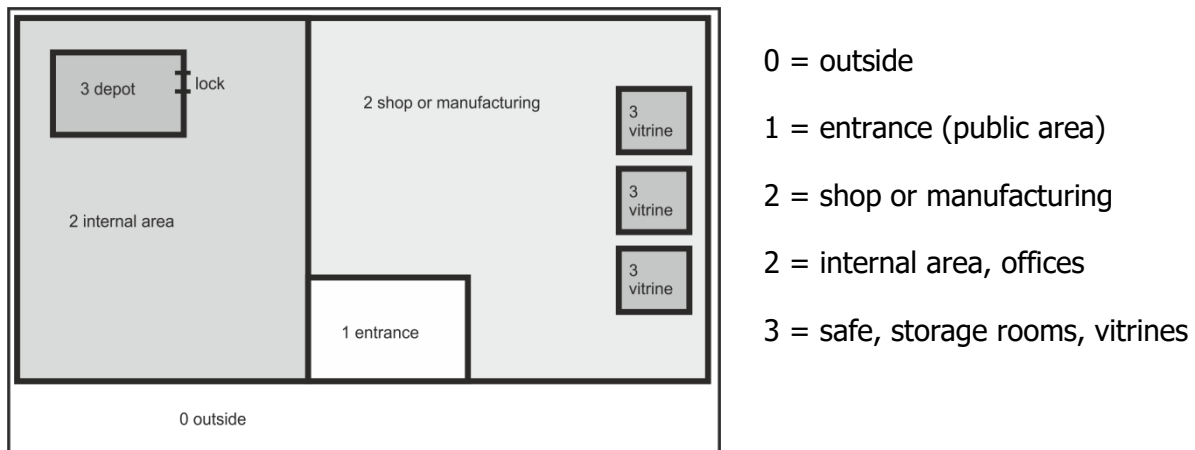 3 depot
lock
2 shop or manufacturing
3
vitrine
2 internal area
3
vitrine
3
vitrine
1 entrance
0 outside
0 = outside
1 = entrance (public area)
2 = shop or manufacturing
2 = internal area, offices
3 = safe, storage rooms, vitrines